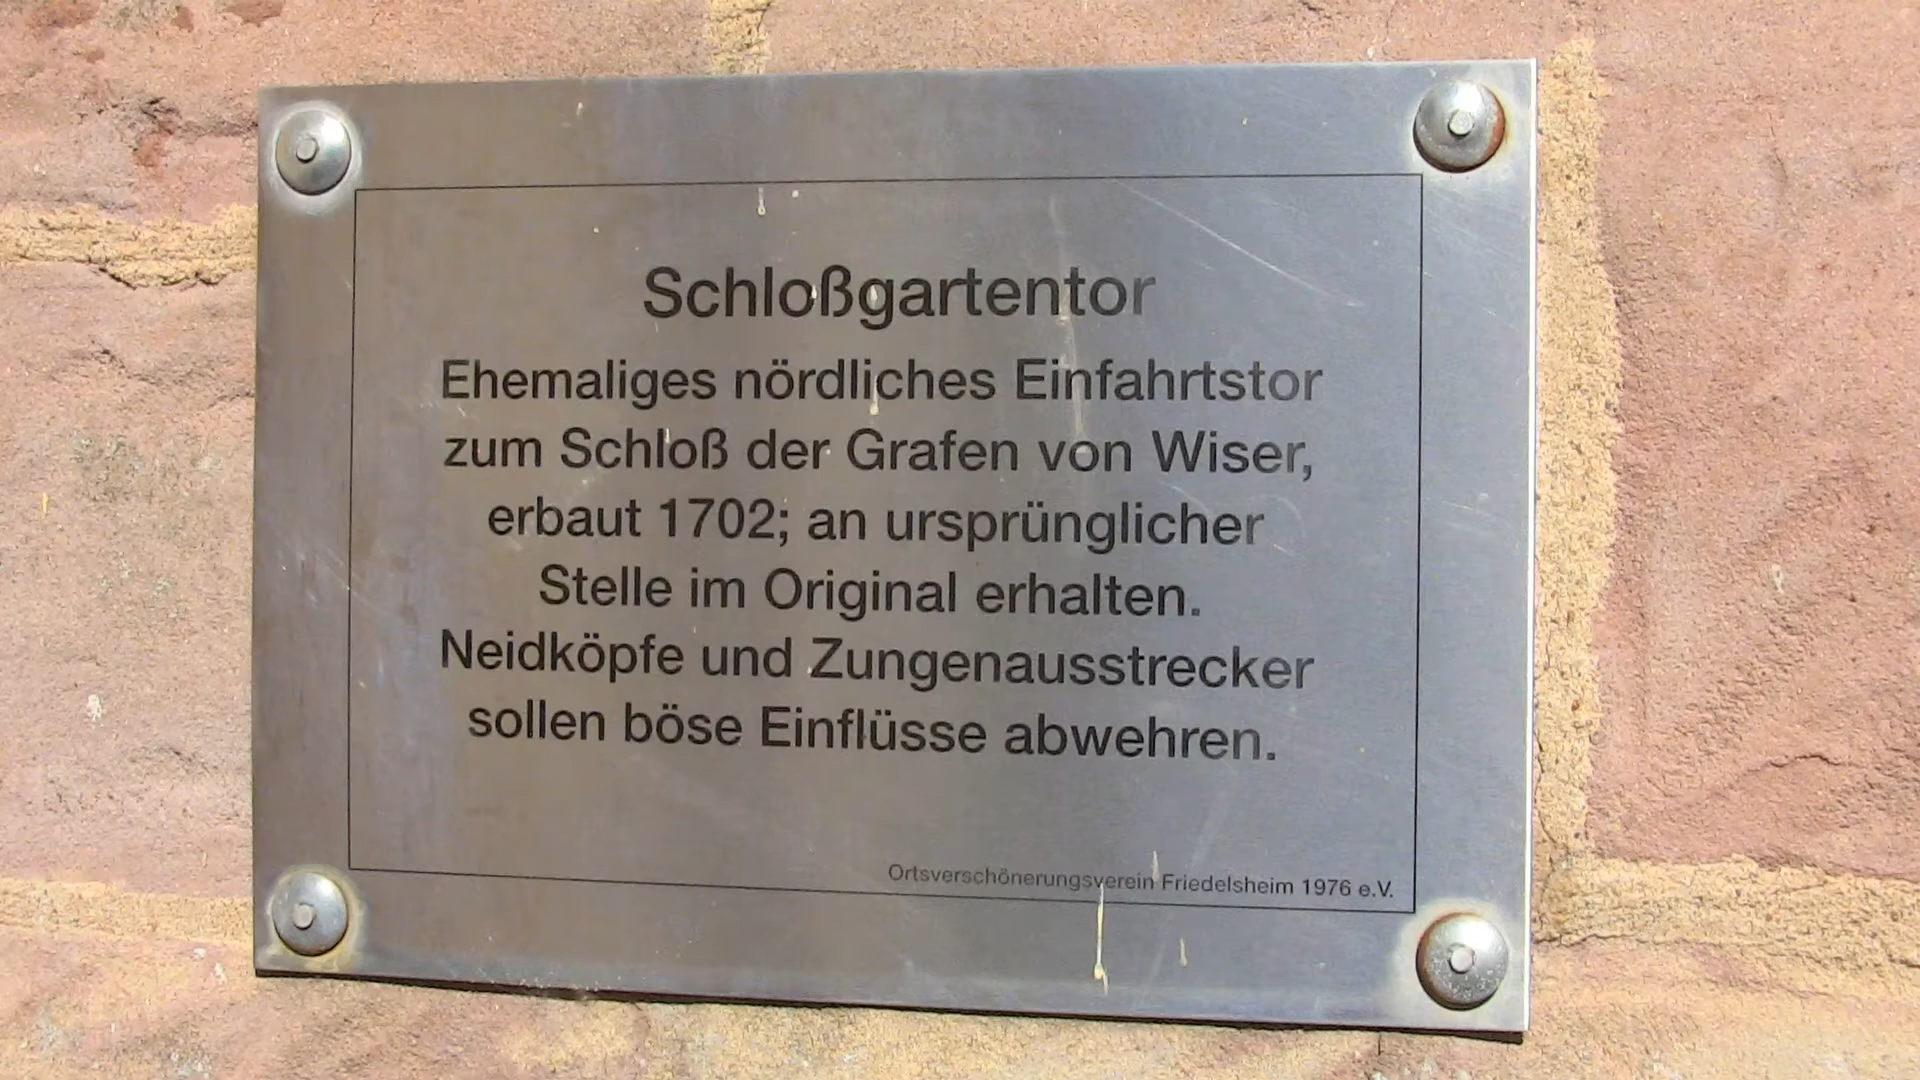 Schloßgartentor
Ehemaliges nördliches Einfahrtstor
zum Schloß der Grafen von Wiser,
erbaut 1702; an ursprünglicher
Stelle im Original erhalten.
Neidköpfe und Zungenausstrecker
sollen böse Einflüsse abwehren.
Ortsverschönerungsverein Friedelsheim 1976 e.V.